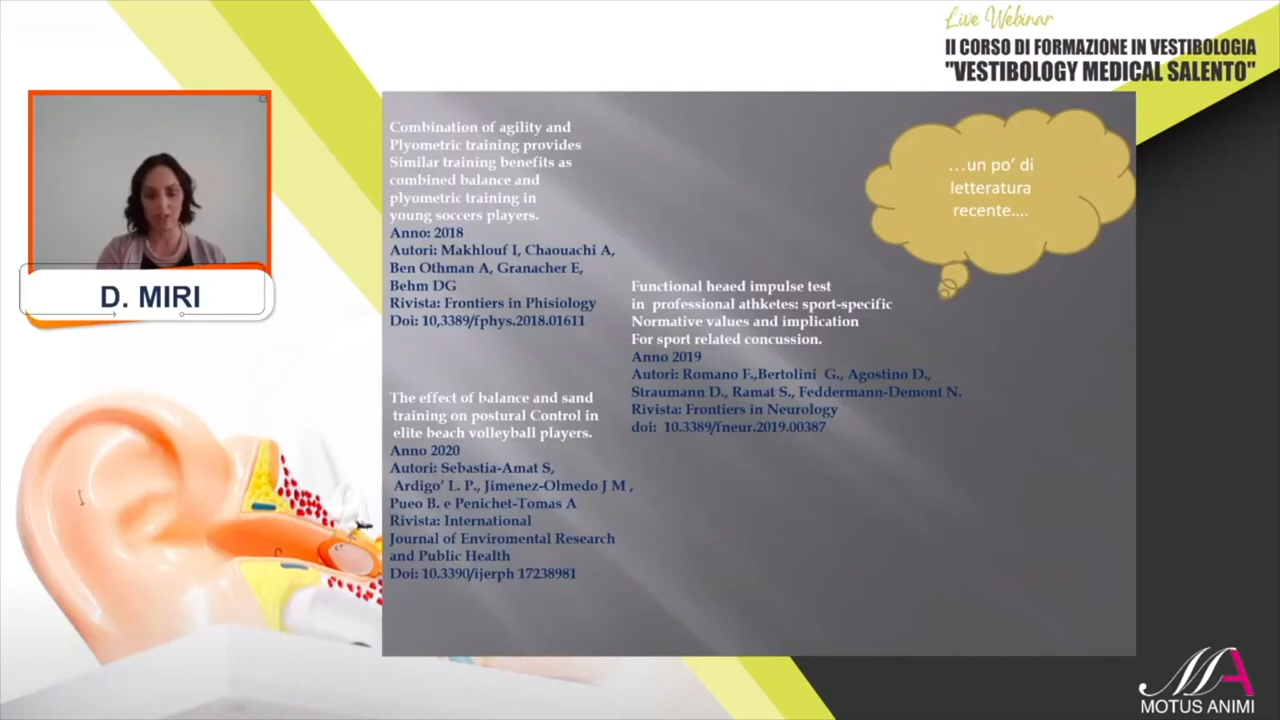 Live Webinar
II CORSO DI FORMAZIONE IN VESTIBOLOGIA
"VESTIBOLOGY MEDICAL SALENTO"
D. MIRI
Combination of agility and
Plyometric training provides
Similar training benefits as
combined balance and
plyometric training in
young soccers players.
Anno: 2018
Autori: Makhlouf I, Chaouachi A,
Ben Othman A, Granacher E,
Behm DG
Rivista: Frontiers in Phisiology
Doi: 10,3389/fphys.2018.01611
The effect of balance and sand
training on postural Control in
elite beach volleyball players.
Anno 2020
Autori: Sebastia-Amat S,
Ardigo' L. P., Jimenez-Olmedo J M ,
Pueo B. e Penichet-Tomas A
Rivista: International
Journal of Enviromental Research
and Public Health
Doi: 10.3390/ijerph 17238981
Functional heaed impulse test
in professional athketes: sport-specific
Normative values and implication
For sport related concussion.
Anno 2019
Autori: Romano F.,Bertolini G., Agostino D.,
Straumann D., Ramat S., Feddermann-Demont N.
Rivista: Frontiers in Neurology
doi: 10.3389/fneur.2019.00387
…un po' di
letteratura
recente….
MA
MOTUS ANIMI